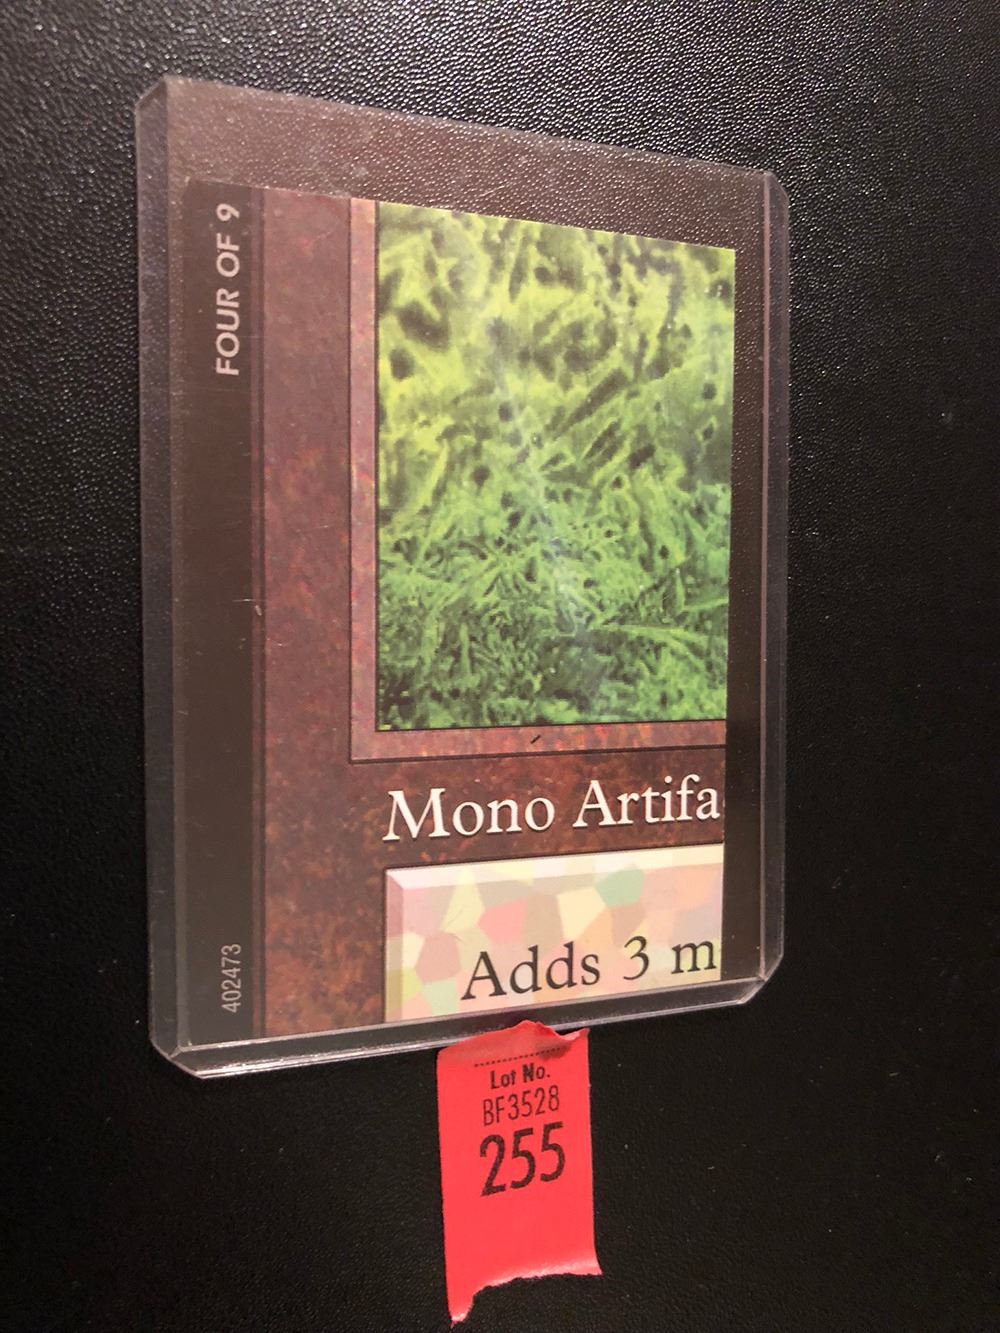 FOUR OF 9
402473
Mono Artifa
Adds 3 m
Lot No.
BF3528
255